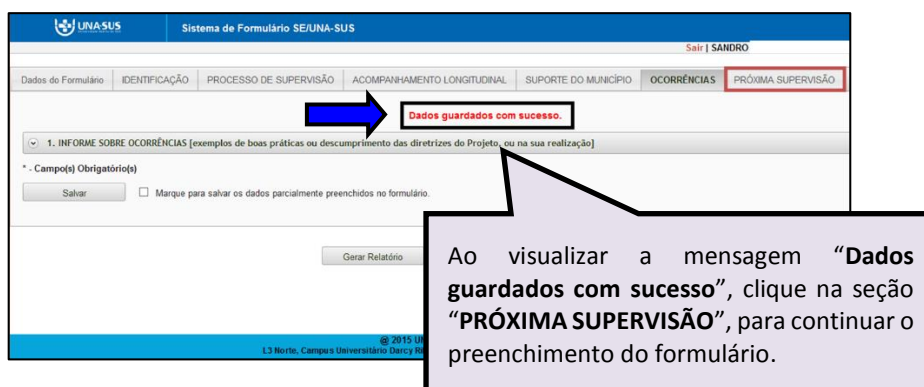 UNA-SUS Sistema de Formulário SE/UNA-SUS
Sair | SANDRO
Dados do Formulário IDENTIFICAÇÃO PROCESSO DE SUPERVISÃO ACOMPANHAMENTO LONGITUDINAL SUPORTE DO MUNICÍPIO OCORRÊNCIAS PRÓXIMA SUPERVISÃO
Dados guardados com sucesso.
1. INFORME SOBRE OCORRÊNCIAS [exemplos de boas práticas ou descumprimento das diretrizes do Projeto, ou na sua realização]
* - Campo(s) Obrigatório(s)
Salvar Marque para salvar os dados parcialmente preenchidos no formulário.
Gerar Relatório
Ao visualizar a mensagem “Dados
guardados com sucesso”, clique na seção
“PRÓXIMA SUPERVISÃO”, para continuar o
preenchimento do formulário.
@ 2015
L3 Norte, Campus Universitário Darcy